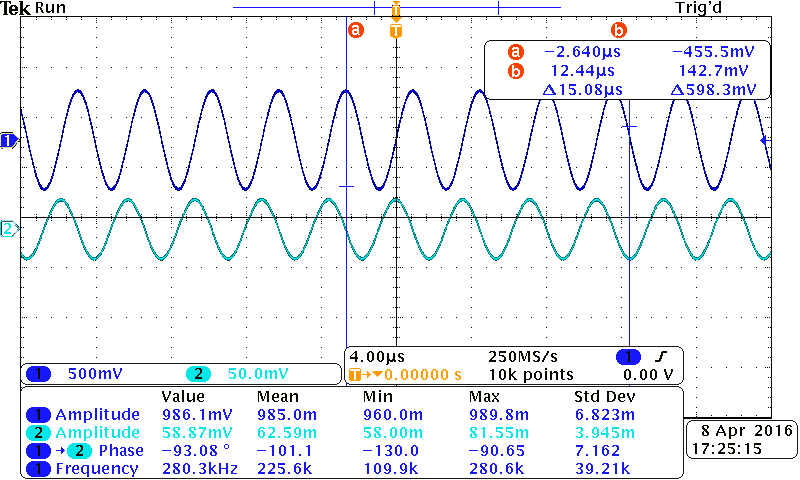 Tek Run Trig'd
T
a b
T
a −2.640µs −455.5mV
b 12.44µs 142.7mV
Δ15.08µs Δ598.3mV
1
2
4.00µs 250MS/s 1 ƒ
1 500mV 2 50.0mV T→▼0.00000 s 10k points 0.00 V
Value Mean Min Max Std Dev
1 Amplitude 986.1mV 985.0m 960.0m 989.8m 6.823m
2 Amplitude 58.87mV 62.59m 58.00m 81.55m 3.945m
1 → 2 Phase −93.08 ° −101.1 −130.0 −90.65 7.162
1 Frequency 280.3kHz 225.6k 109.9k 280.6k 39.21k
8 Apr 2016
17:25:15